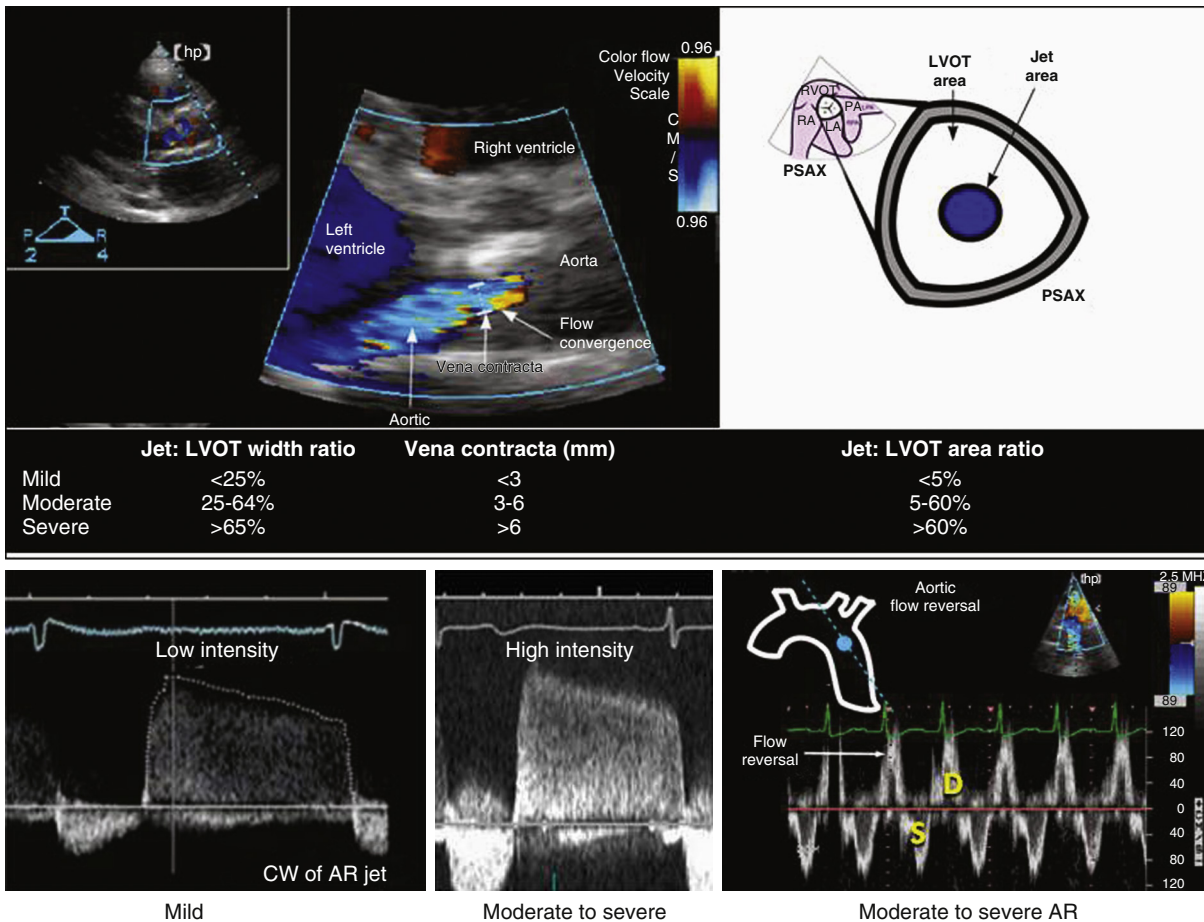 [hp]
T
P R
2 4
Color flow
Velocity
Scale
0.96
C
M
/
S
0.96
Right ventricle
Left
ventricle
Aorta
Flow
convergence
Vena contracta
Aortic
LVOT
area
Jet
area
RVOT
PA
RA
LA
PSAX
PSAX
Jet: LVOT width ratio Vena contracta (mm) Jet: LVOT area ratio
Mild <25% <3 <5%
Moderate 25-64% 3-6 5-60%
Severe >65% >6 >60%
Low intensity
CW of AR jet
High intensity
Aortic
flow reversal
[hp]
2.5 MH
89
89
Flow
reversal
D
S
120
80
40
0
40
80
120
Mild Moderate to severe Moderate to severe AR